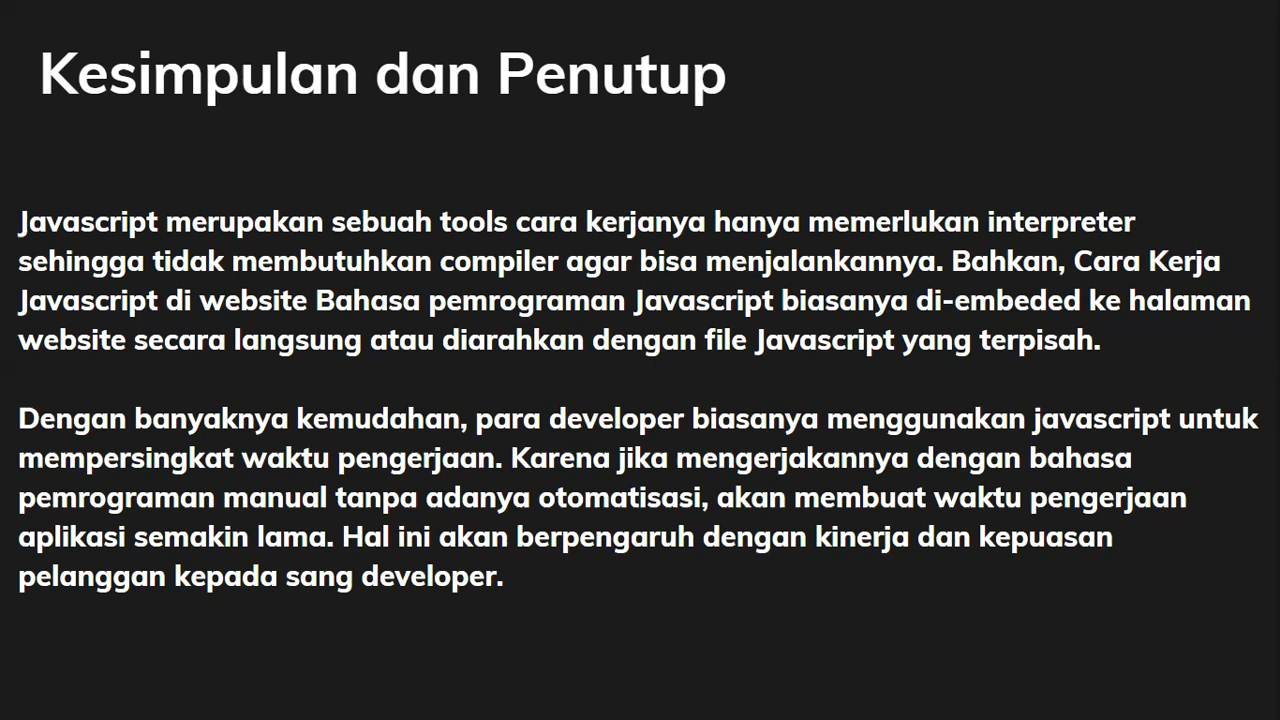 Kesimpulan dan Penutup
Javascript merupakan sebuah tools cara kerjanya hanya memerlukan interpreter
sehingga tidak membutuhkan compiler agar bisa menjalankannya. Bahkan, Cara Kerja
Javascript di website Bahasa pemrograman Javascript biasanya di-embeded ke halaman
website secara langsung atau diarahkan dengan file Javascript yang terpisah.
Dengan banyaknya kemudahan, para developer biasanya menggunakan javascript untuk
mempersingkat waktu pengerjaan. Karena jika mengerjakannya dengan bahasa
pemrograman manual tanpa adanya otomatisasi, akan membuat waktu pengerjaan
aplikasi semakin lama. Hal ini akan berpengaruh dengan kinerja dan kepuasan
pelanggan kepada sang developer.